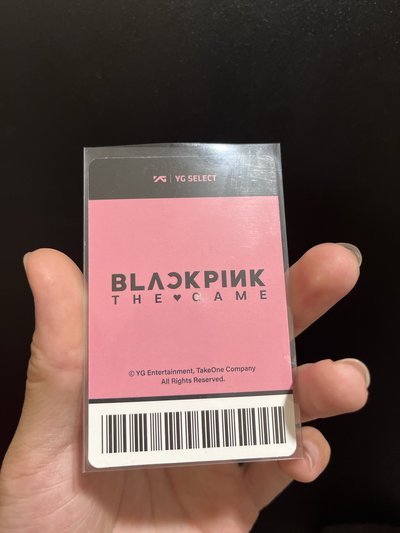 YG | YG SELECT
BLACKPINK
THE♥GAME
© YG Entertainment, TakeOne Company
All Rights Reserved.